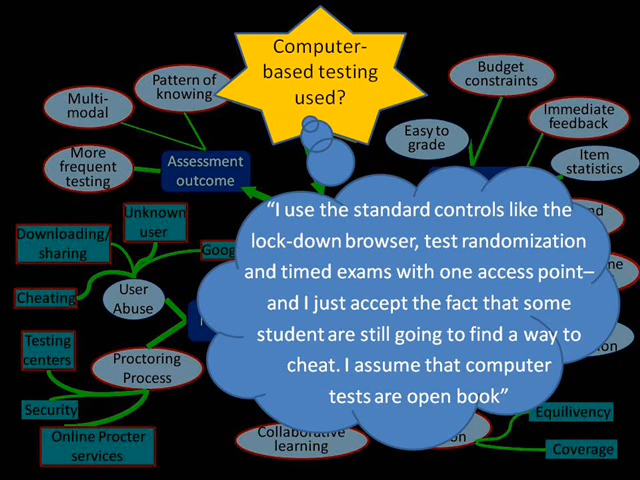 Computer-
based testing
used?
Budget
constraints
Pattern of
knowing
Multi-
modal
Immediate
feedback
Easy to
grade
More
frequent
testing
Assessment
outcome
Item
statistics
“I use the standard controls like the
lock-down browser, test randomization
and timed exams with one access point–
and I just accept the fact that some
student are still going to find a way to
cheat. I assume that computer
tests are open book”
Unknown
user
Downloading/
sharing
Cheating
User
Abuse
Testing
centers
Proctoring
Process
Security
Online Procter
services
Collaborative
learning
Equilivency
Coverage